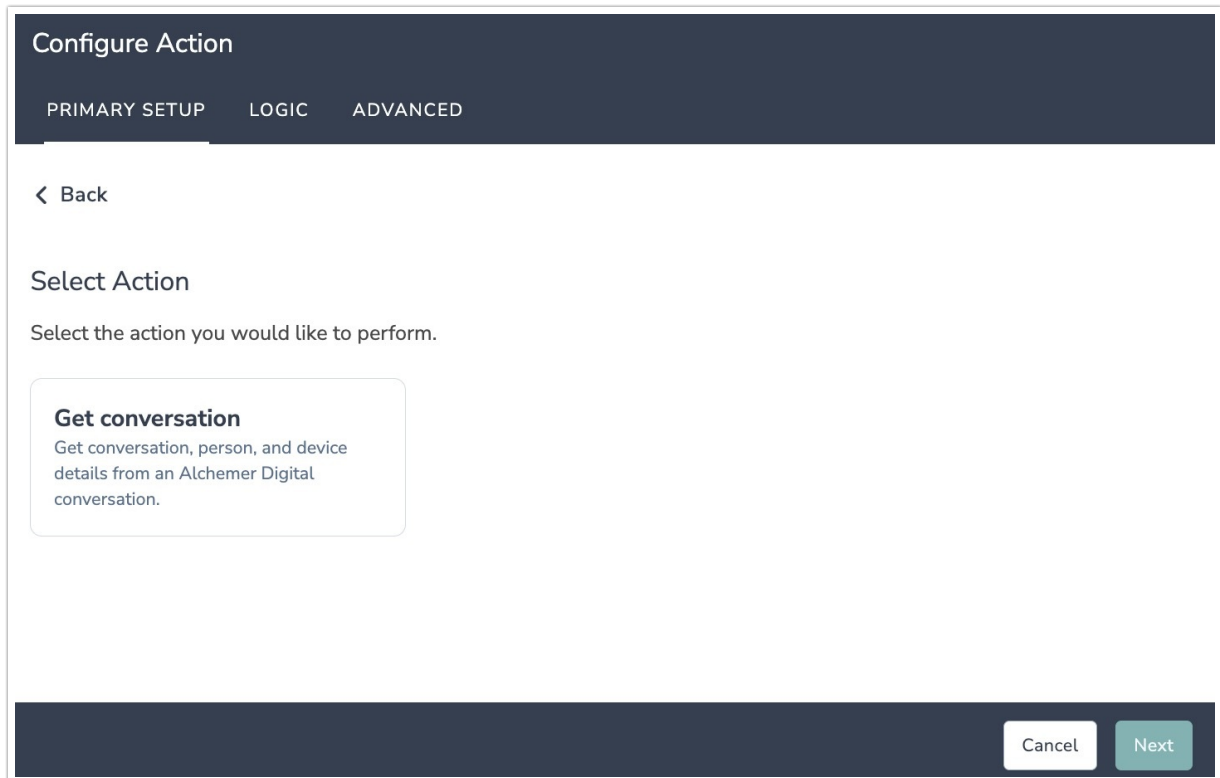 Configure Action
PRIMARY SETUP LOGIC ADVANCED
Back
Select Action
Select the action you would like to perform.
Get conversation
Get conversation, person, and device
details from an Alchemer Digital
conversation.
Cancel Next